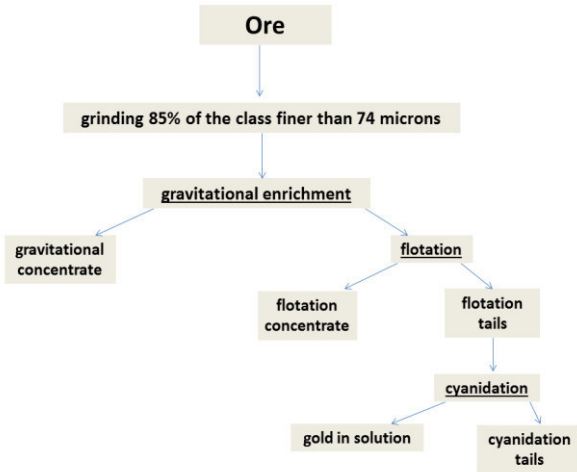 Ore
grinding 85% of the class finer than 74 microns
gravitational enrichment
gravitational
concentrate
flotation
flotation
concentrate
flotation
tails
cyanidation
gold in solution
cyanidation
tails